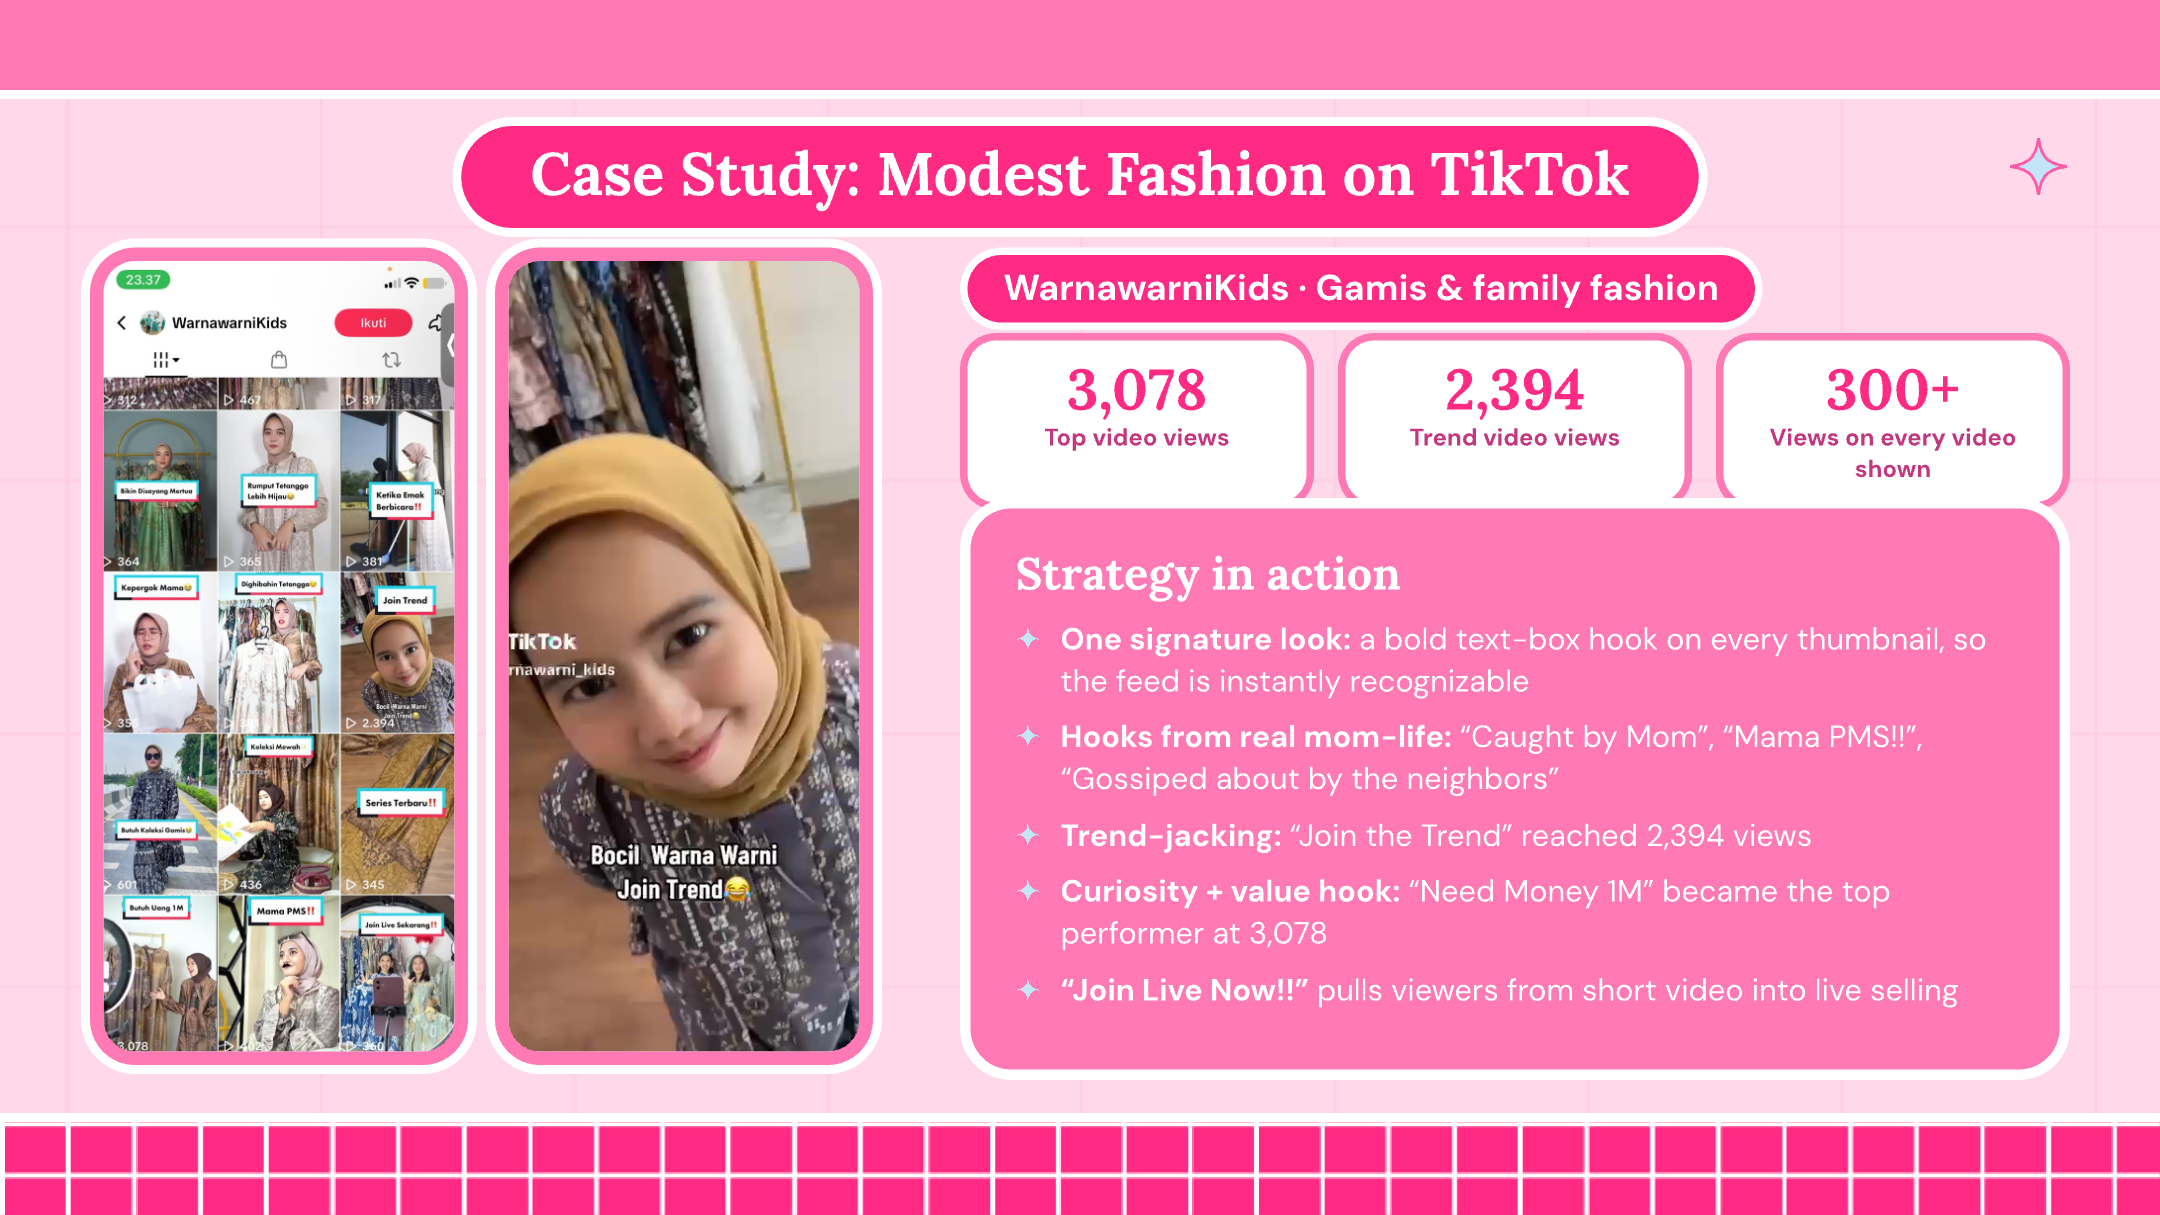 Case Study: Modest Fashion on TikTok
23.37
WarnawarniKids
Ikuti
312
467
317
Bikin Disayang Mertua
364
Rumput Tetangga
Lebih Hijau😂
365
Ketika Emak
Berbicara‼️
381
Kepergok Mama😂
355
Dighibahin Tetangga😂
Join Trend
Bocil Warna Warni
Join Trend😂
2.394
Butuh Koleksi Gamis😂
601
Koleksi Mewah
436
Series Terbaru‼️
345
Butuh Uang 1M
3,078
Mama PMS‼️
402
Join Live Sekarang‼️
360
TikTok
rnawarni_kids
Bocil Warna Warni
Join Trend😂
WarnawarniKids · Gamis & family fashion
3,078
Top video views
2,394
Trend video views
300+
Views on every video
shown
Strategy in action
One signature look: a bold text-box hook on every thumbnail, so
the feed is instantly recognizable
Hooks from real mom-life: “Caught by Mom”, “Mama PMS!!”,
“Gossiped about by the neighbors”
Trend-jacking: “Join the Trend” reached 2,394 views
Curiosity + value hook: “Need Money 1M” became the top
performer at 3,078
“Join Live Now!!” pulls viewers from short video into live selling